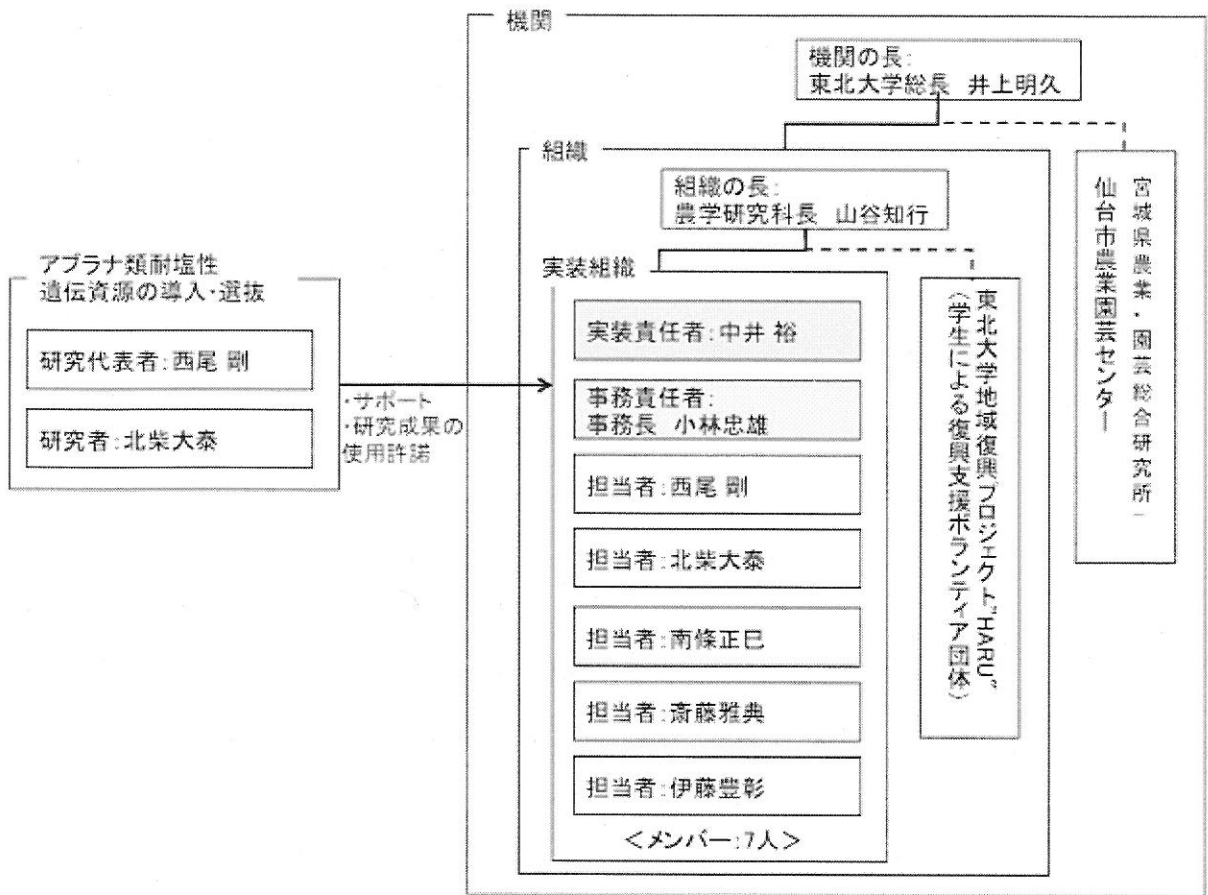 機関
機関の長:
東北大学総長 井上明久
組織
組織の長:
農学研究科長 山谷知行
実装組織
実装責任者:中井 裕
事務責任者:
事務長 小林忠雄
担当者:西尾 剛
担当者:北柴大泰
担当者:南條正巳
担当者:斎藤雅典
担当者:伊藤豊彰
<メンバー:7人>
アブラナ類耐塩性
遺伝資源の導入・選抜
研究代表者:西尾 剛
研究者:北柴大泰
・サポート
・研究成果の
使用許諾
東北大学地域復興プロジェクト“HARU”
(学生による復興支援ボランティア団体)
宮城県農業・園芸総合研究所
仙台市農業園芸センター